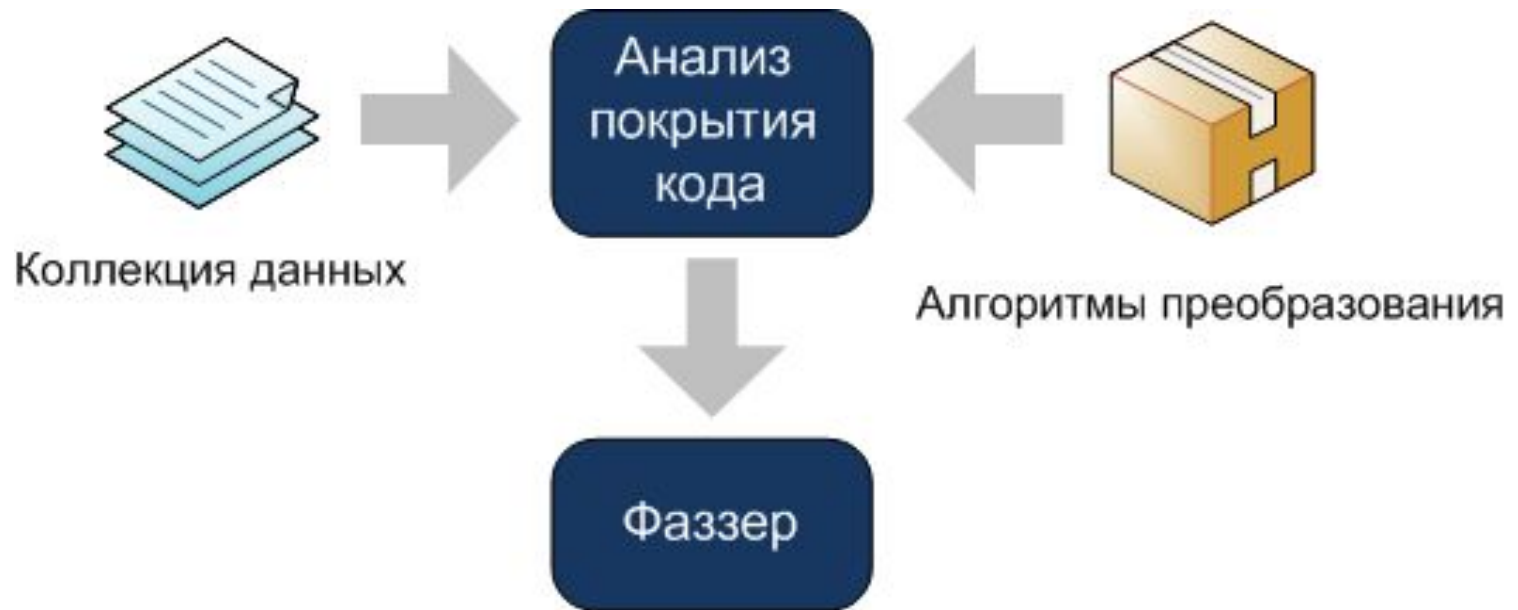 Анализ
покрытия
кода
Коллекция данных
Алгоритмы преобразования
Фаззер